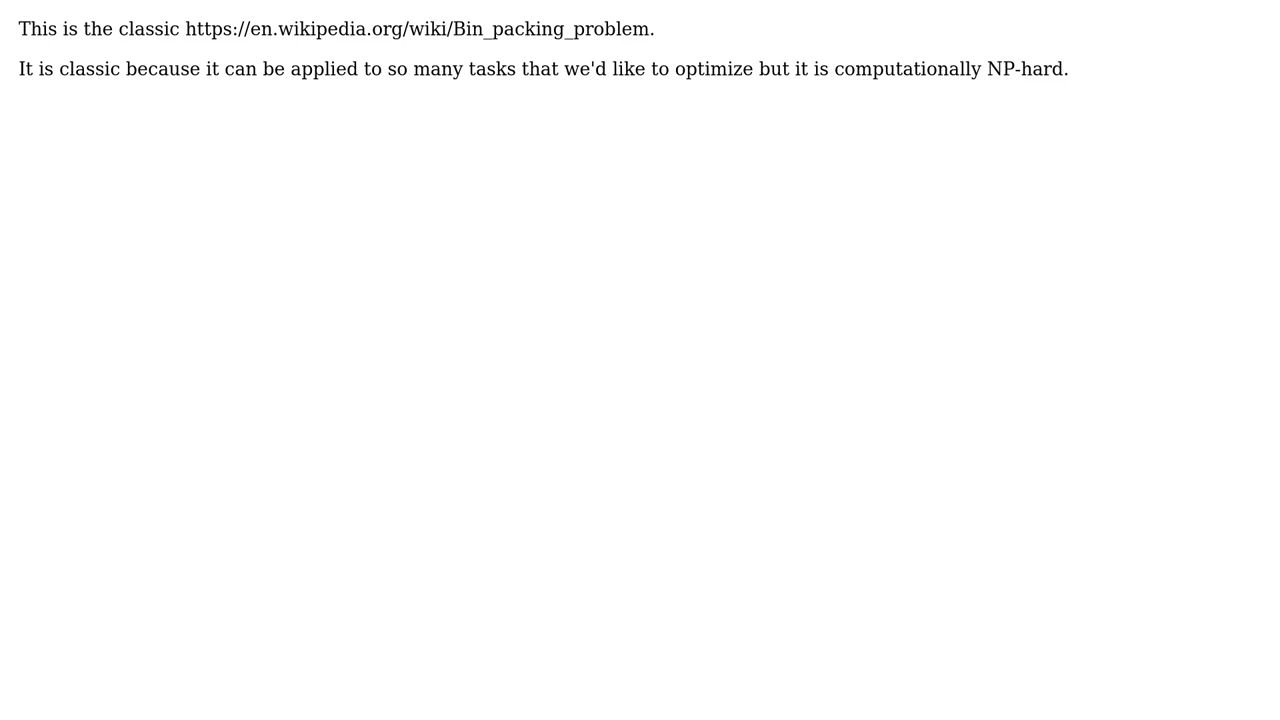 This is the classic https://en.wikipedia.org/wiki/Bin_packing_problem.
It is classic because it can be applied to so many tasks that we'd like to optimize but it is computationally NP-hard.